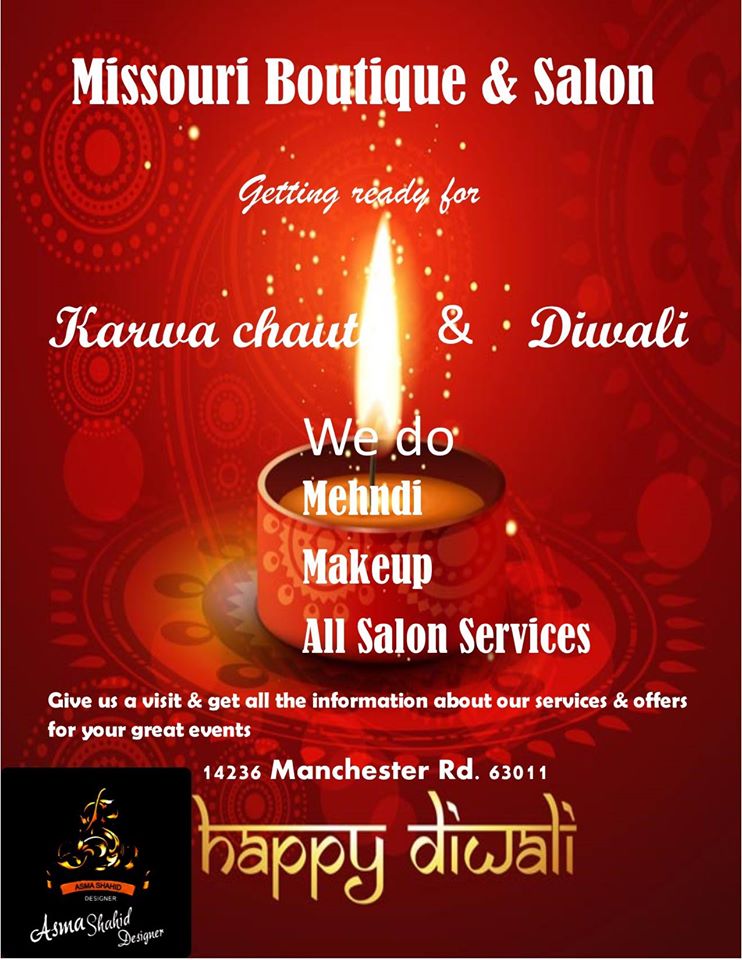 Missouri Boutique & Salon
Getting ready for
Karwa chauth & Diwali
We do
Mehndi
Makeup
All Salon Services
Give us a visit & get all the information about our services & offers
for your great events
14236 Manchester Rd. 63011
happy diwali
ASMA SHAHID
DESIGNER
Asma Shahid
Designer